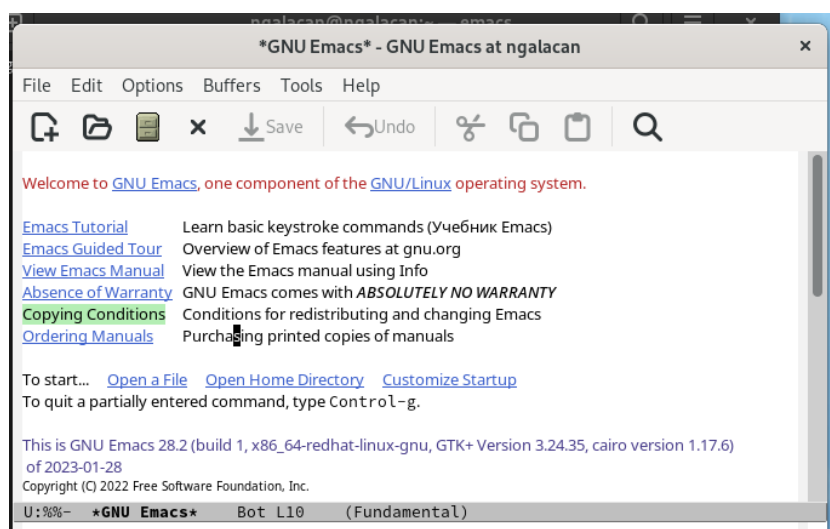 ngalacan@ngalacan:~ — emacs
*GNU Emacs* - GNU Emacs at ngalacan
File Edit Options Buffers Tools Help
Save Undo
Welcome to GNU Emacs, one component of the GNU/Linux operating system.
Emacs Tutorial Learn basic keystroke commands (Учебник Emacs)
Emacs Guided Tour Overview of Emacs features at gnu.org
View Emacs Manual View the Emacs manual using Info
Absence of Warranty GNU Emacs comes with ABSOLUTELY NO WARRANTY
Copying Conditions Conditions for redistributing and changing Emacs
Ordering Manuals Purchasing printed copies of manuals
To start... Open a File Open Home Directory Customize Startup
To quit a partially entered command, type Control-g.
This is GNU Emacs 28.2 (build 1, x86_64-redhat-linux-gnu, GTK+ Version 3.24.35, cairo version 1.17.6)
of 2023-01-28
Copyright (C) 2022 Free Software Foundation, Inc.
U:%%- *GNU Emacs* Bot L10 (Fundamental)